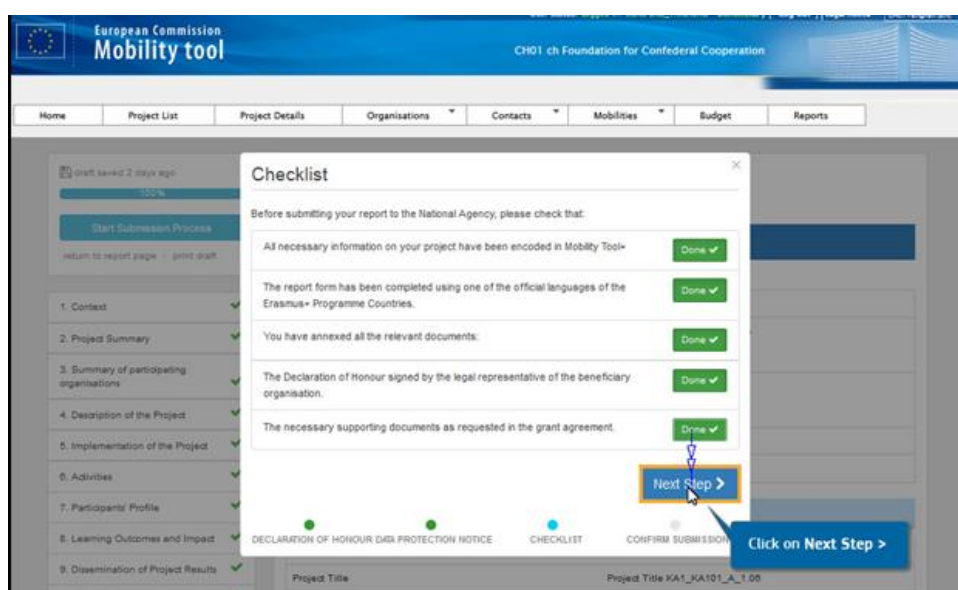 European Commission
Mobility tool
CH01 ch Foundation for Confederal Cooperation
Home Project List Project Details Organisations Contacts Mobilities Budget Reports
draft saved 2 days ago
100%
Start Submission Process
return to report page - print draft
1. Context
2. Project Summary
3. Summary of participating
organisations
4. Description of the Project
5. Implementation of the Project
6. Activities
7. Participants' Profile
8. Learning Outcomes and Impact
9. Dissemination of Project Results
Checklist
×
Before submitting your report to the National Agency, please check that:
All necessary information on your project have been encoded in Mobility Tool+
Done ✔
The report form has been completed using one of the official languages of the
Erasmus+ Programme Countries.
Done ✔
You have annexed all the relevant documents:
Done ✔
The Declaration of Honour signed by the legal representative of the beneficiary
organisation.
Done ✔
The necessary supporting documents as requested in the grant agreement.
Done ✔
Next Step >
DECLARATION OF HONOUR DATA PROTECTION NOTICE CHECKLIST CONFIRM SUBMISSION
Click on Next Step >
Project Title Project Title KA1_KA101_A_1.06